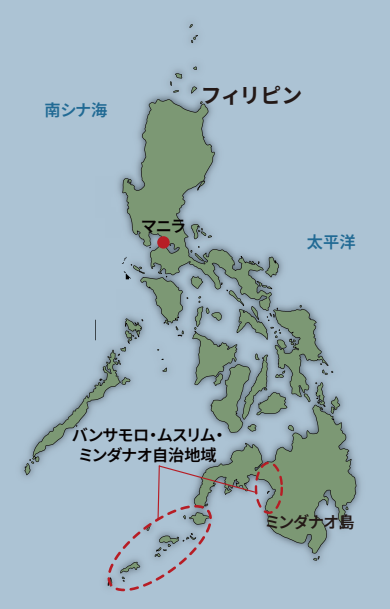 フィリピン
南シナ海
マニラ
太平洋
バンサモロ・ムスリム・
ミンダナオ自治地域
ミンダナオ島